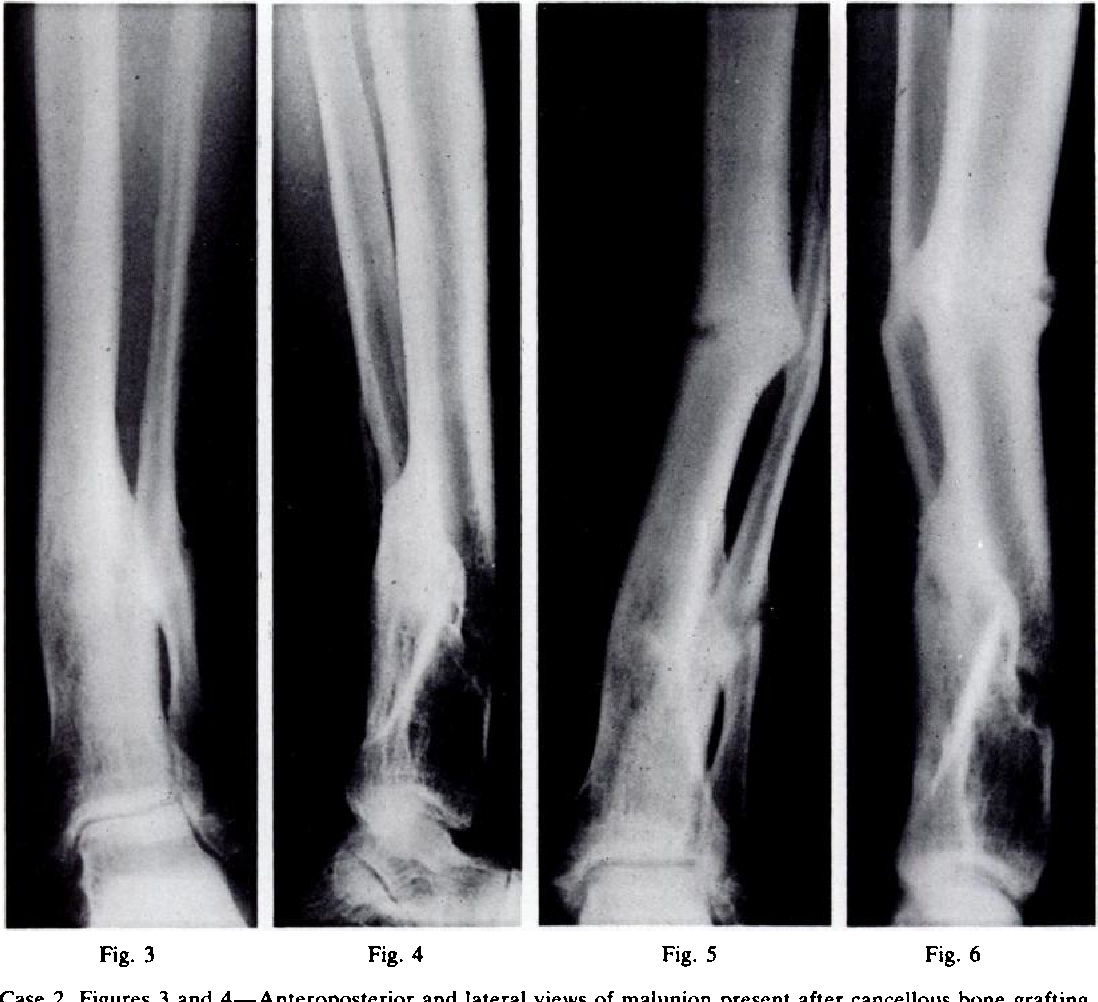 Fig. 3 Fig. 4 Fig. 5 Fig. 6
Case 2. Figures 3 and 4—Anteroposterior and lateral views of malunion present after cancellous bone grafting